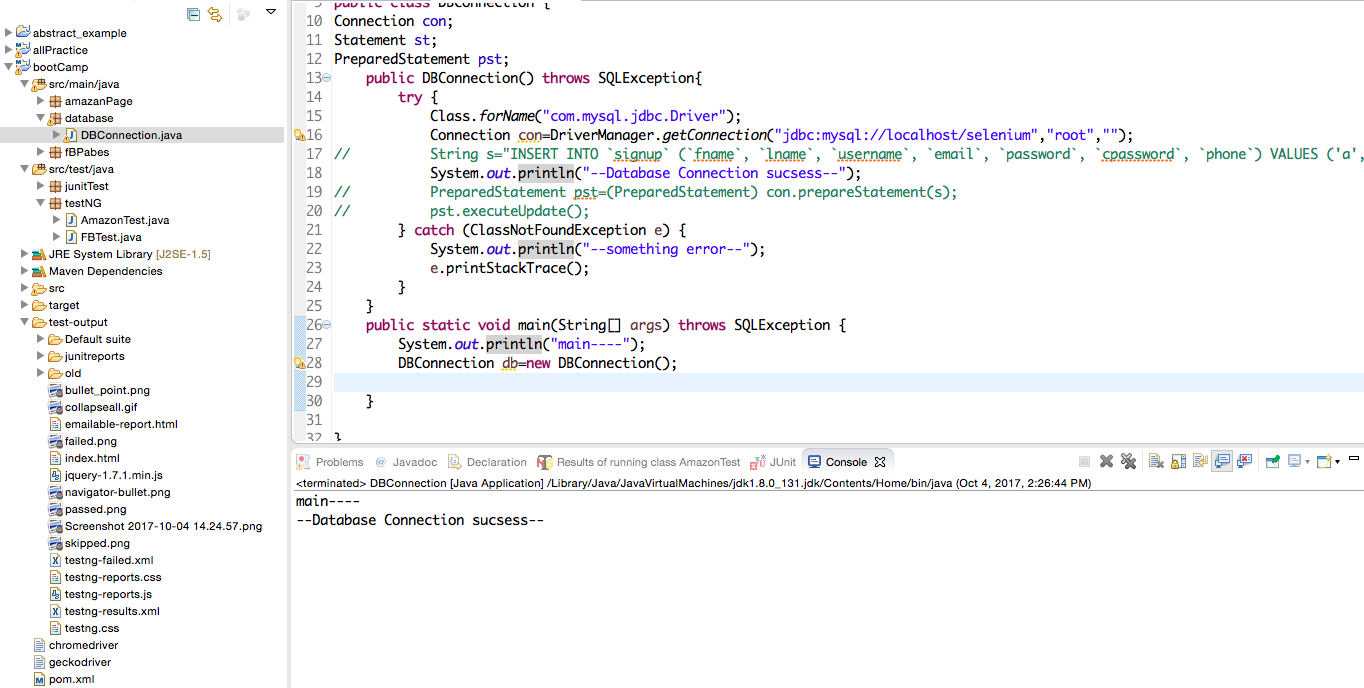 abstract_example
allPractice
bootCamp
src/main/java
amazanPage
database
DBConnection.java
fBPabes
src/test/java
junitTest
testNG
AmazonTest.java
FBTest.java
JRE System Library [J2SE-1.5]
Maven Dependencies
src
target
test-output
Default suite
junitreports
old
bullet_point.png
collapseall.gif
emailable-report.html
failed.png
index.html
jquery-1.7.1.min.js
navigator-bullet.png
passed.png
Screenshot 2017-10-04 14.24.57.png
skipped.png
testng-failed.xml
testng-reports.css
testng-reports.js
testng-results.xml
testng.css
chromedriver
geckodriver
pom.xml
9 public class DBConnection {
10 Connection con;
11 Statement st;
12 PreparedStatement pst;
13 public DBConnection() throws SQLException{
14 try {
15 Class.forName("com.mysql.jdbc.Driver");
16 Connection con=DriverManager.getConnection("jdbc:mysql://localhost/selenium","root","");
17 // String s="INSERT INTO `signup` (`fname`, `lname`, `username`, `email`, `password`, `cpassword`, `phone`) VALUES ('a',
18 System.out.println("--Database Connection sucsess--");
19 // PreparedStatement pst=(PreparedStatement) con.prepareStatement(s);
20 // pst.executeUpdate();
21 } catch (ClassNotFoundException e) {
22 System.out.println("--something error--");
23 e.printStackTrace();
24 }
25 }
26 public static void main(String[] args) throws SQLException {
27 System.out.println("main----");
28 DBConnection db=new DBConnection();
29
30 }
31
32 }
Problems @ Javadoc Declaration Results of running class AmazonTest JUnit Console
<terminated> DBConnection [Java Application] /Library/Java/JavaVirtualMachines/jdk1.8.0_131.jdk/Contents/Home/bin/java (Oct 4, 2017, 2:26:44 PM)
main----
--Database Connection sucsess--